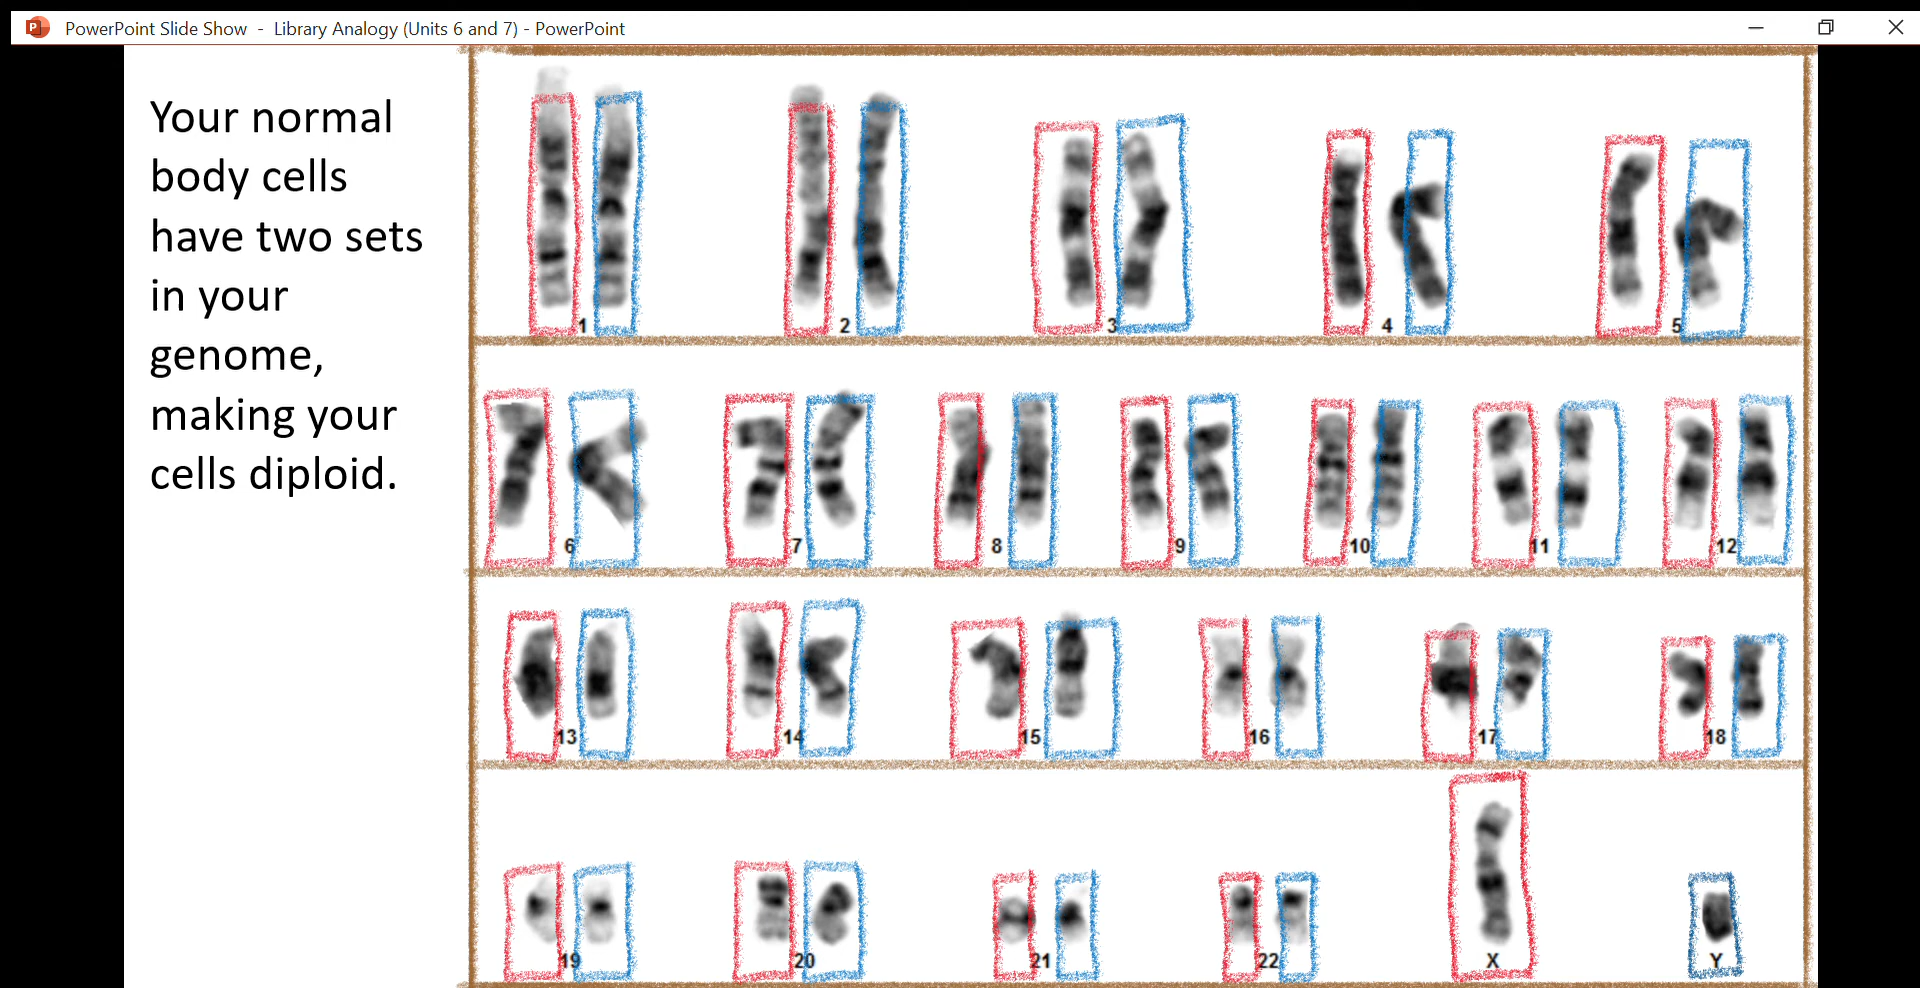 PowerPoint Slide Show - Library Analogy (Units 6 and 7) - PowerPoint
Your normal
body cells
have two sets
in your
genome,
making your
cells diploid.
1 2 3 4 5
6 7 8 9 10 11 12
13 14 15 16 17 18
19 20 21 22 X Y